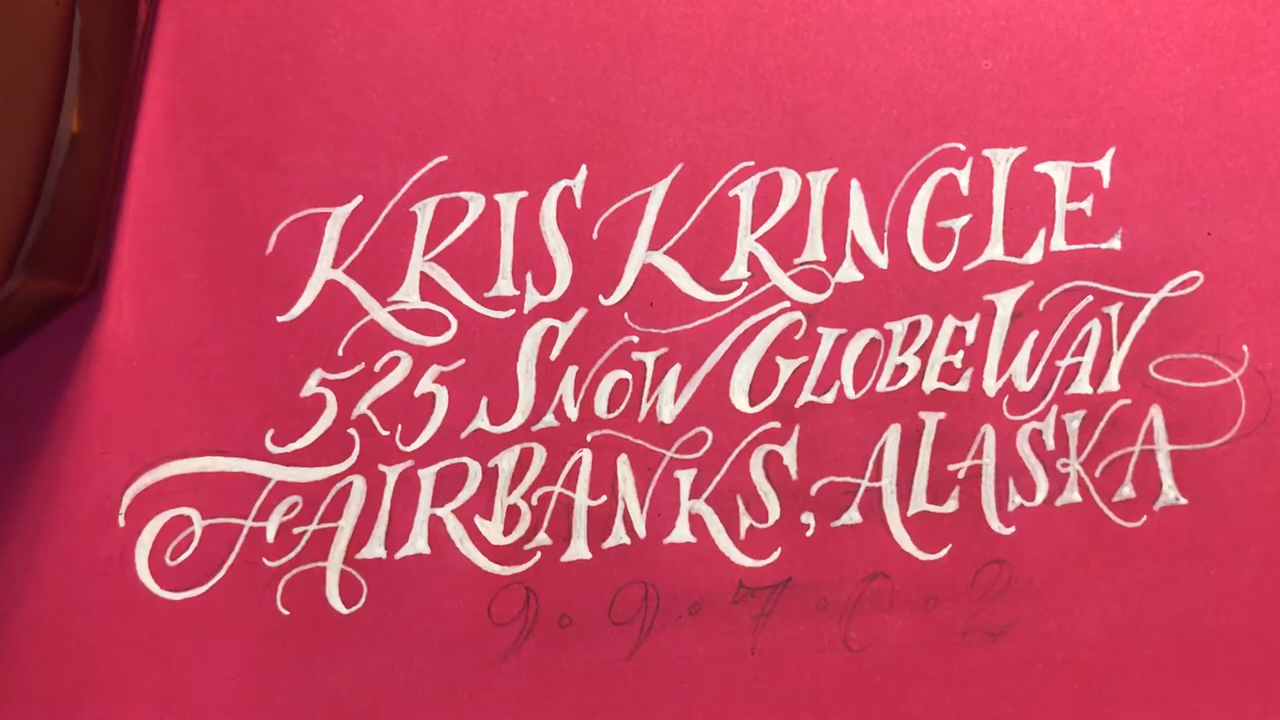 KRIS KRINGLE
525 SNOW GLOBE WAY
FAIRBANKS, ALASKA
9•9•7•0•2